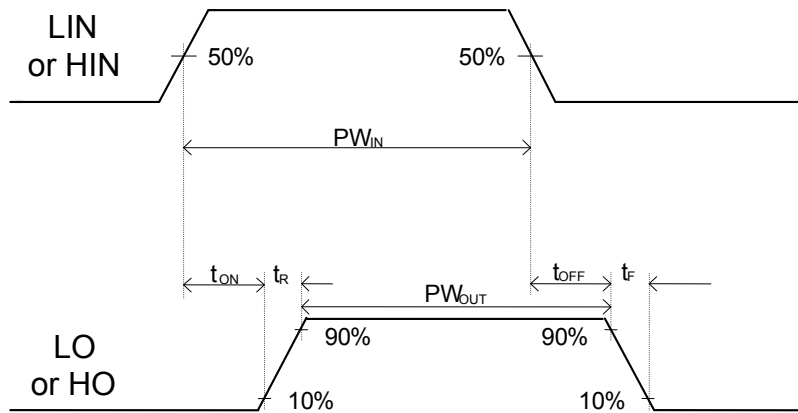 LIN
or HIN
50%
50%
PWIN
tON
tR
tOFF
tF
PWOUT
LO
or HO
90%
90%
10%
10%